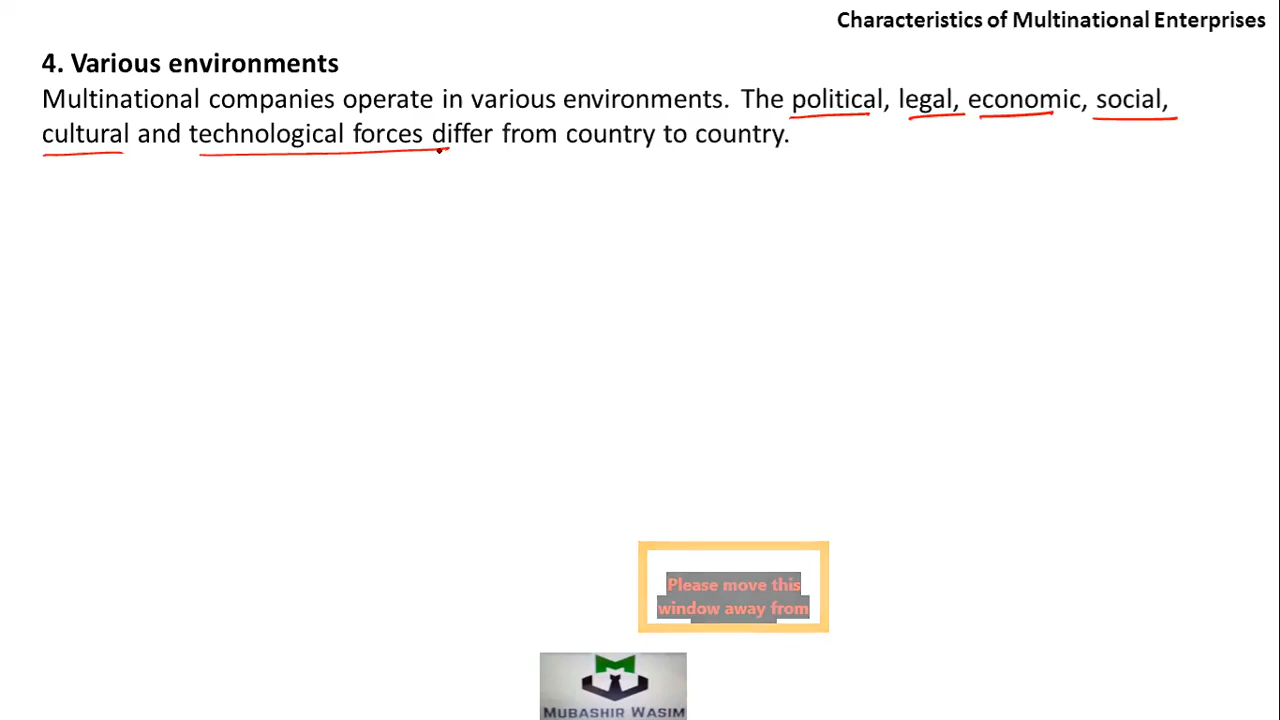 Characteristics of Multinational Enterprises
4. Various environments
Multinational companies operate in various environments. The political, legal, economic, social,
cultural and technological forces differ from country to country.
Please move this
window away from
MUBASHIR WASIM